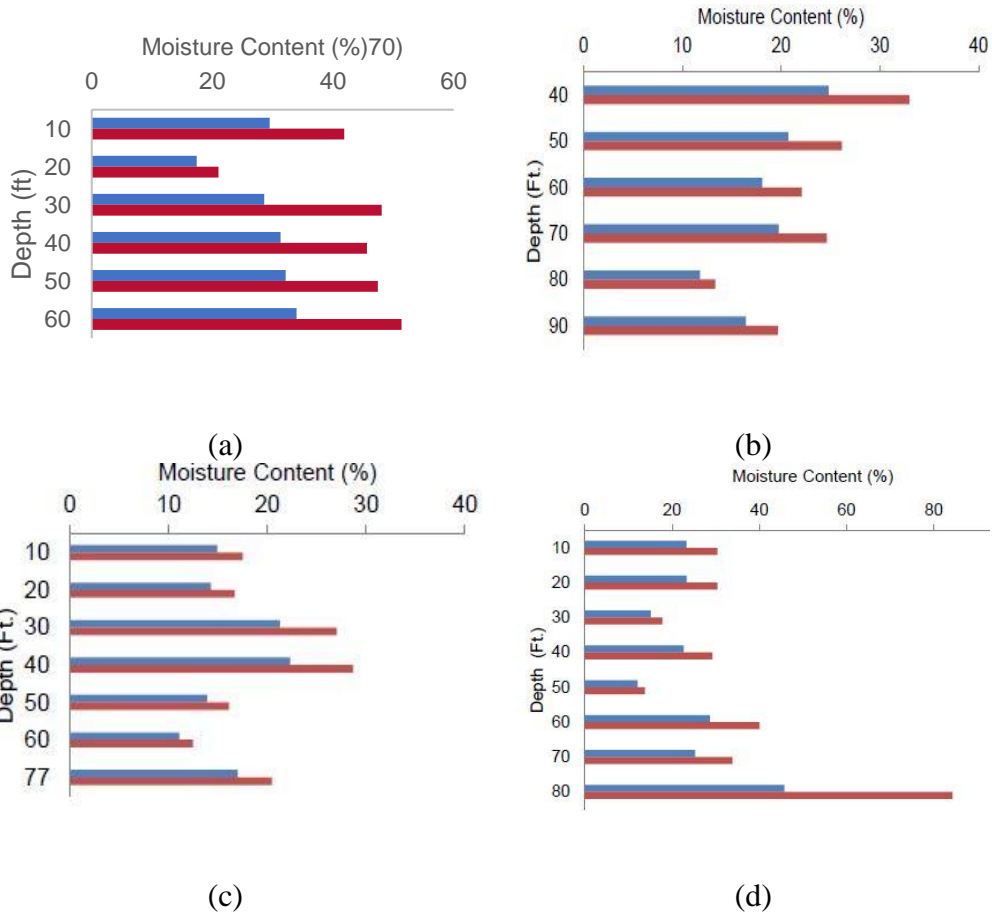 Moisture Content (%)70)
0 20 40 60
Depth (ft)
10
20
30
40
50
60
(a)
Moisture Content (%)
0 10 20 30 40
Depth (Ft.)
40
50
60
70
80
90
(b)
Moisture Content (%)
0 10 20 30 40
Depth (Ft.)
10
20
30
40
50
60
77
(c)
Moisture Content (%)
0 20 40 60 80
Depth (Ft.)
10
20
30
40
50
60
70
80
(d)